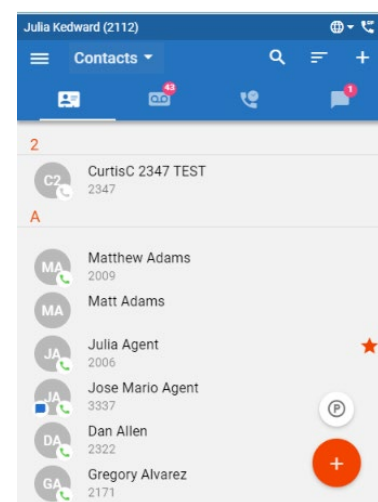 Julia Kedward (2112)
Contacts
43
1
2
C2
CurtisC 2347 TEST
2347
A
MA
Matthew Adams
2009
MA
Matt Adams
JA
Julia Agent
2006
JA
Jose Mario Agent
3337
P
DA
Dan Allen
2322
GA
Gregory Alvarez
2171